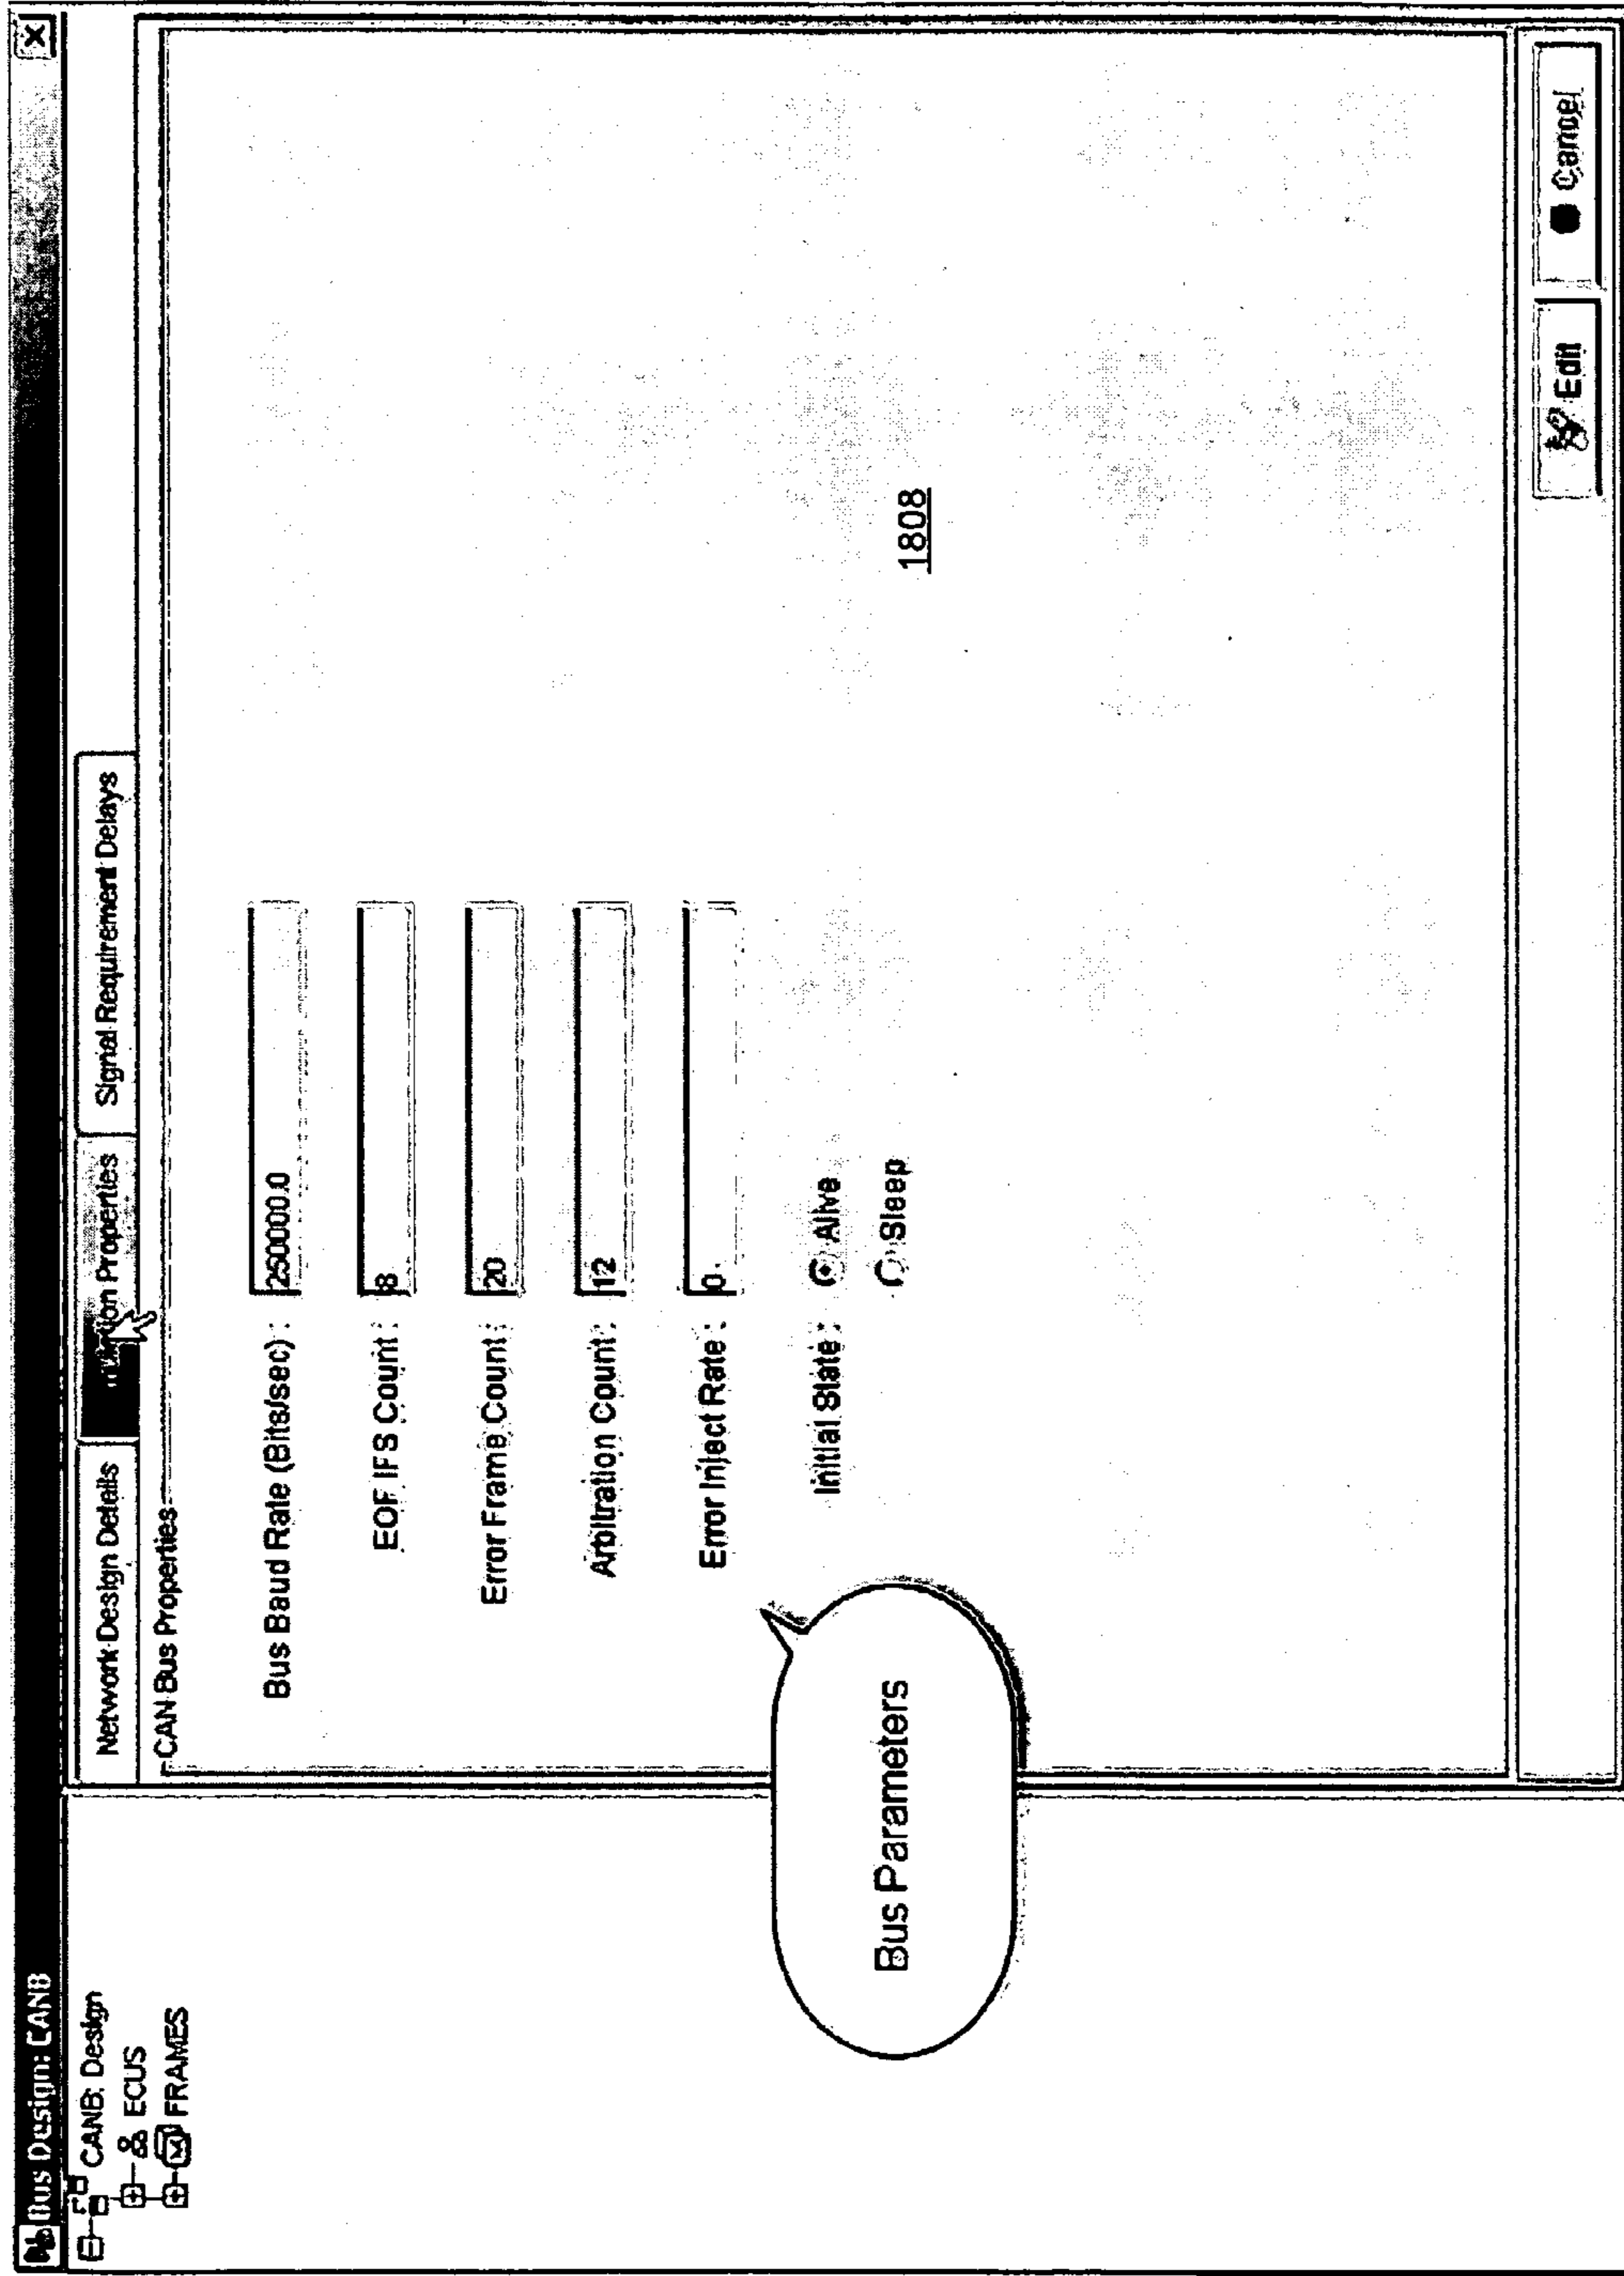 Bus Design: CANB
CANB: Design
ECUS
FRAMES
Network Design Details
Properties
Signal Requirement Delays
CAN Bus Properties
Bus Baud Rate (Bits/sec) : 250000.0
EOF IFS Count : 8
Error Frame Count : 20
Arbitration Count : 12
Error Inject Rate : 0
Initial State : Alive
Sleep
Bus Parameters
1808
Edit
Cancel